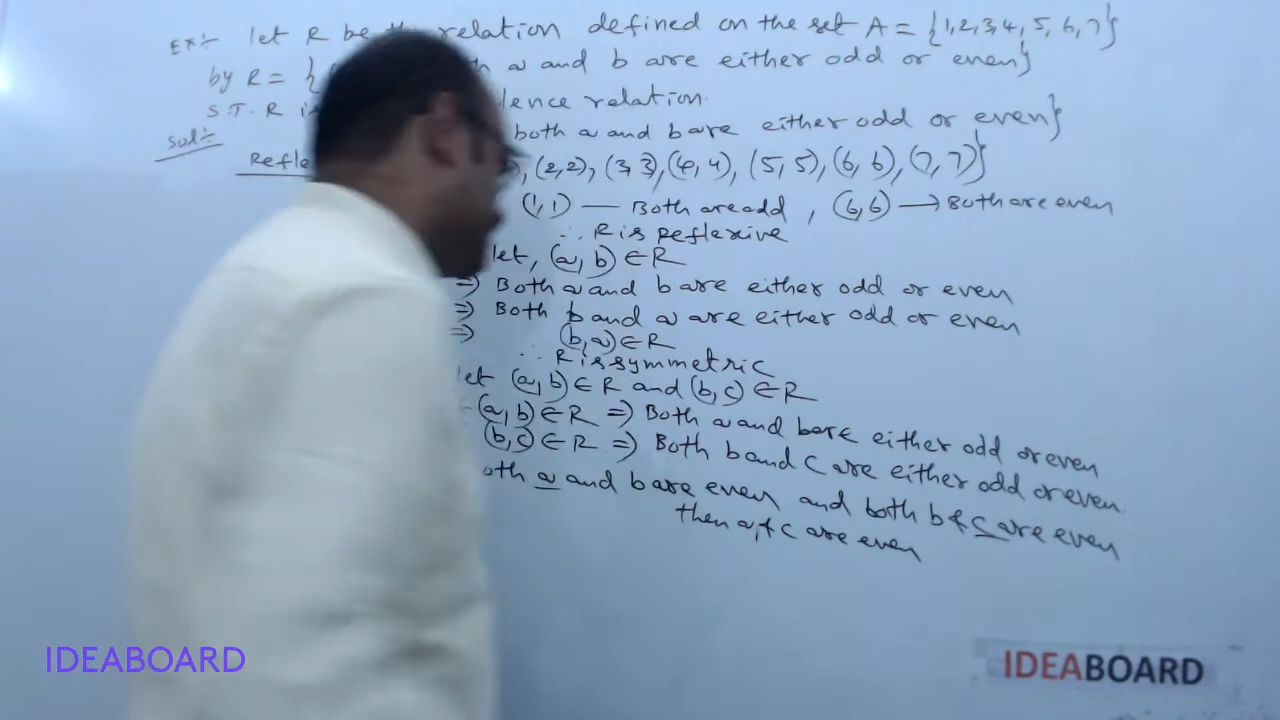 Ex:- let R be the relation defined on the set A = {1,2,3,4, 5, 6, 7}
by R = { a and b are either odd or even}
S.T. R is lence relation.
Sol:- both a and b are either odd or even}
Refle , (2,2), (3,3), (4,4), (5,5), (6,6), (7,7)}
(1,1) — Both are odd , (6,6) → Both are even
∴ R is Reflexive
let, (a,b) ∈ R
⇒ Both a and b are either odd or even
⇒ Both b and a are either odd or even
⇒ (b,a) ∈ R
∴ R is symmetric
let (a,b) ∈ R and (b,c) ∈ R
(a,b) ∈ R ⇒ Both a and b are either odd or even
(b,c) ∈ R ⇒ Both b and c are either odd or even.
oth a and b are even and both b & c are even
then a & c are even
IDEABOARD
IDEABOARD